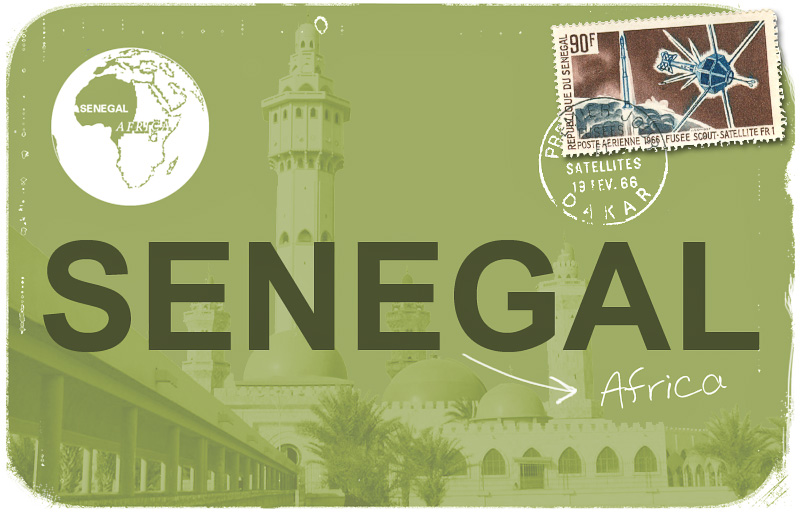 90F
REPUBLIQUE DU SENEGAL
POSTE AERIENNE 1966 FUSEE SCOUT-SATELLITE FR1
SENEGAL
AFRICA
SATELLITES
19 FEV. 66
DAKAR
SENEGAL
Africa